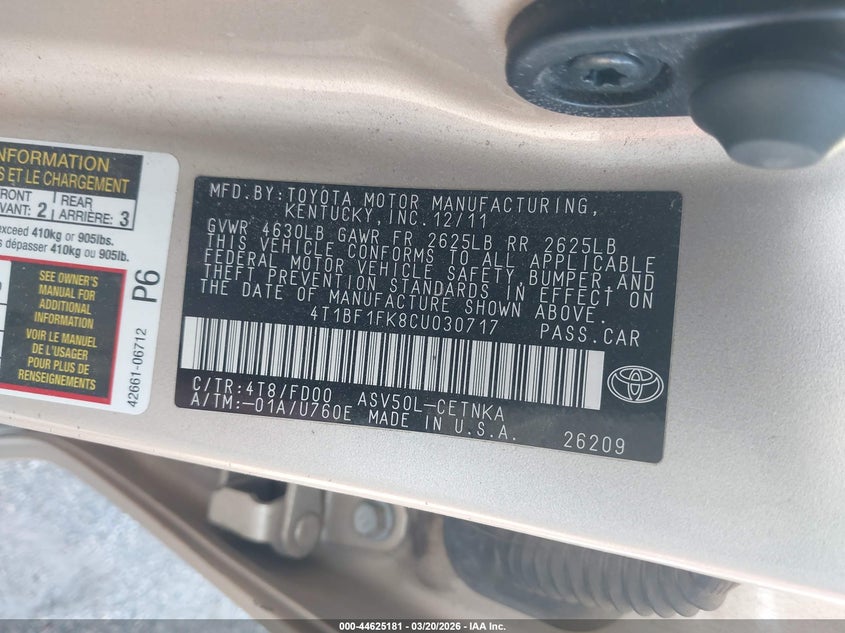 INFORMATION
S ET LE CHARGEMENT
FRONT
VANT: 2
REAR
ARRIÈRE: 3
exceed 410kg or 905lbs.
dépasser 410kg ou 905lb.
SEE OWNER'S
MANUAL FOR
ADDITIONAL
INFORMATION
VOIR LE MANUEL
DE L'USAGER
POUR PLUS DE
RENSEIGNEMENTS
P6
42661-06712
MFD.BY:TOYOTA MOTOR MANUFACTURING,
KENTUCKY,INC.12/11
GVWR 4630LB GAWR FR 2625LB RR 2625LB
THIS VEHICLE CONFORMS TO ALL APPLICABLE
FEDERAL MOTOR VEHICLE SAFETY,BUMPER,AND
THEFT PREVENTION STANDARDS IN EFFECT ON
THE DATE OF MANUFACTURE SHOWN ABOVE.
4T1BF1FK8CU030717 PASS.CAR
C/TR:4T8/FD00 ASV50L-CETNKA
A/TM:-01A/U760E MADE IN U.S.A. 26209
000-44625181 | 03/20/2026 | IAA Inc.